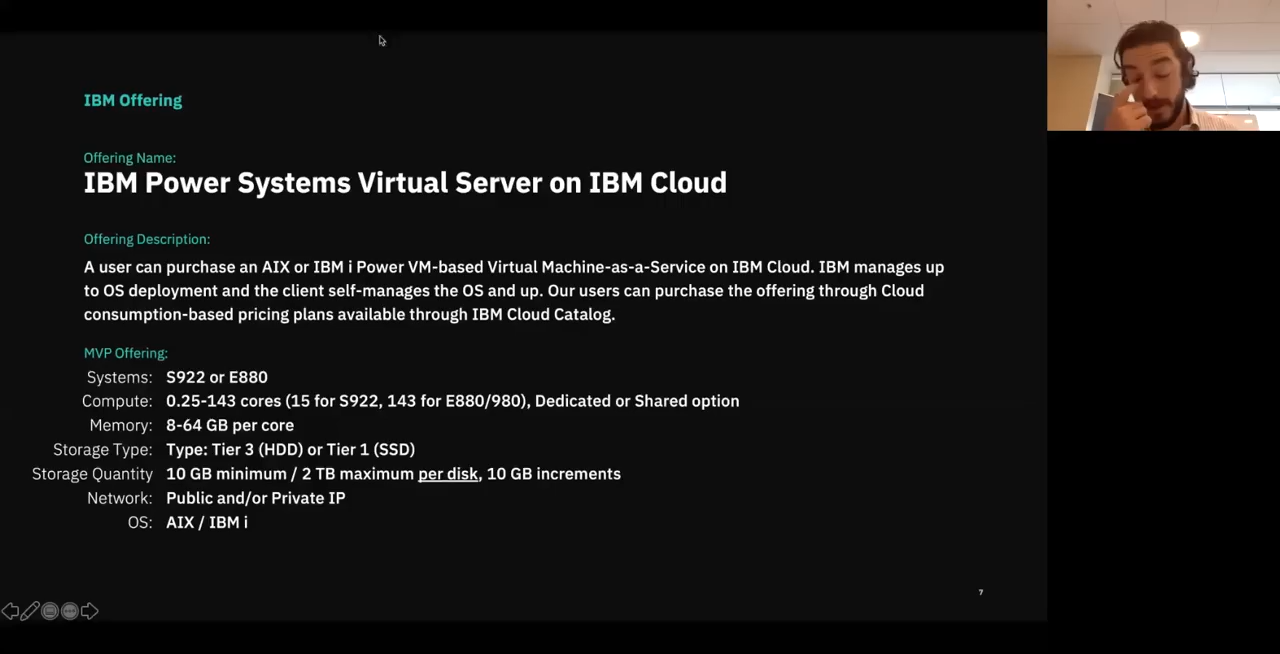 IBM Offering
Offering Name:
IBM Power Systems Virtual Server on IBM Cloud
Offering Description:
A user can purchase an AIX or IBM i Power VM-based Virtual Machine-as-a-Service on IBM Cloud. IBM manages up
to OS deployment and the client self-manages the OS and up. Our users can purchase the offering through Cloud
consumption-based pricing plans available through IBM Cloud Catalog.
MVP Offering:
Systems: S922 or E880
Compute: 0.25-143 cores (15 for S922, 143 for E880/980), Dedicated or Shared option
Memory: 8-64 GB per core
Storage Type: Type: Tier 3 (HDD) or Tier 1 (SSD)
Storage Quantity 10 GB minimum / 2 TB maximum per disk, 10 GB increments
Network: Public and/or Private IP
OS: AIX / IBM i
7